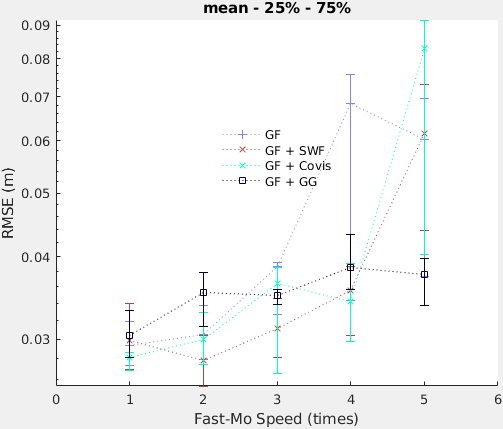 mean - 25% - 75%
0.09
0.08
0.07
0.06
0.05
0.04
0.03
RMSE (m)
GF
GF + SWF
GF + Covis
GF + GG
0 1 2 3 4 5 6
Fast-Mo Speed (times)